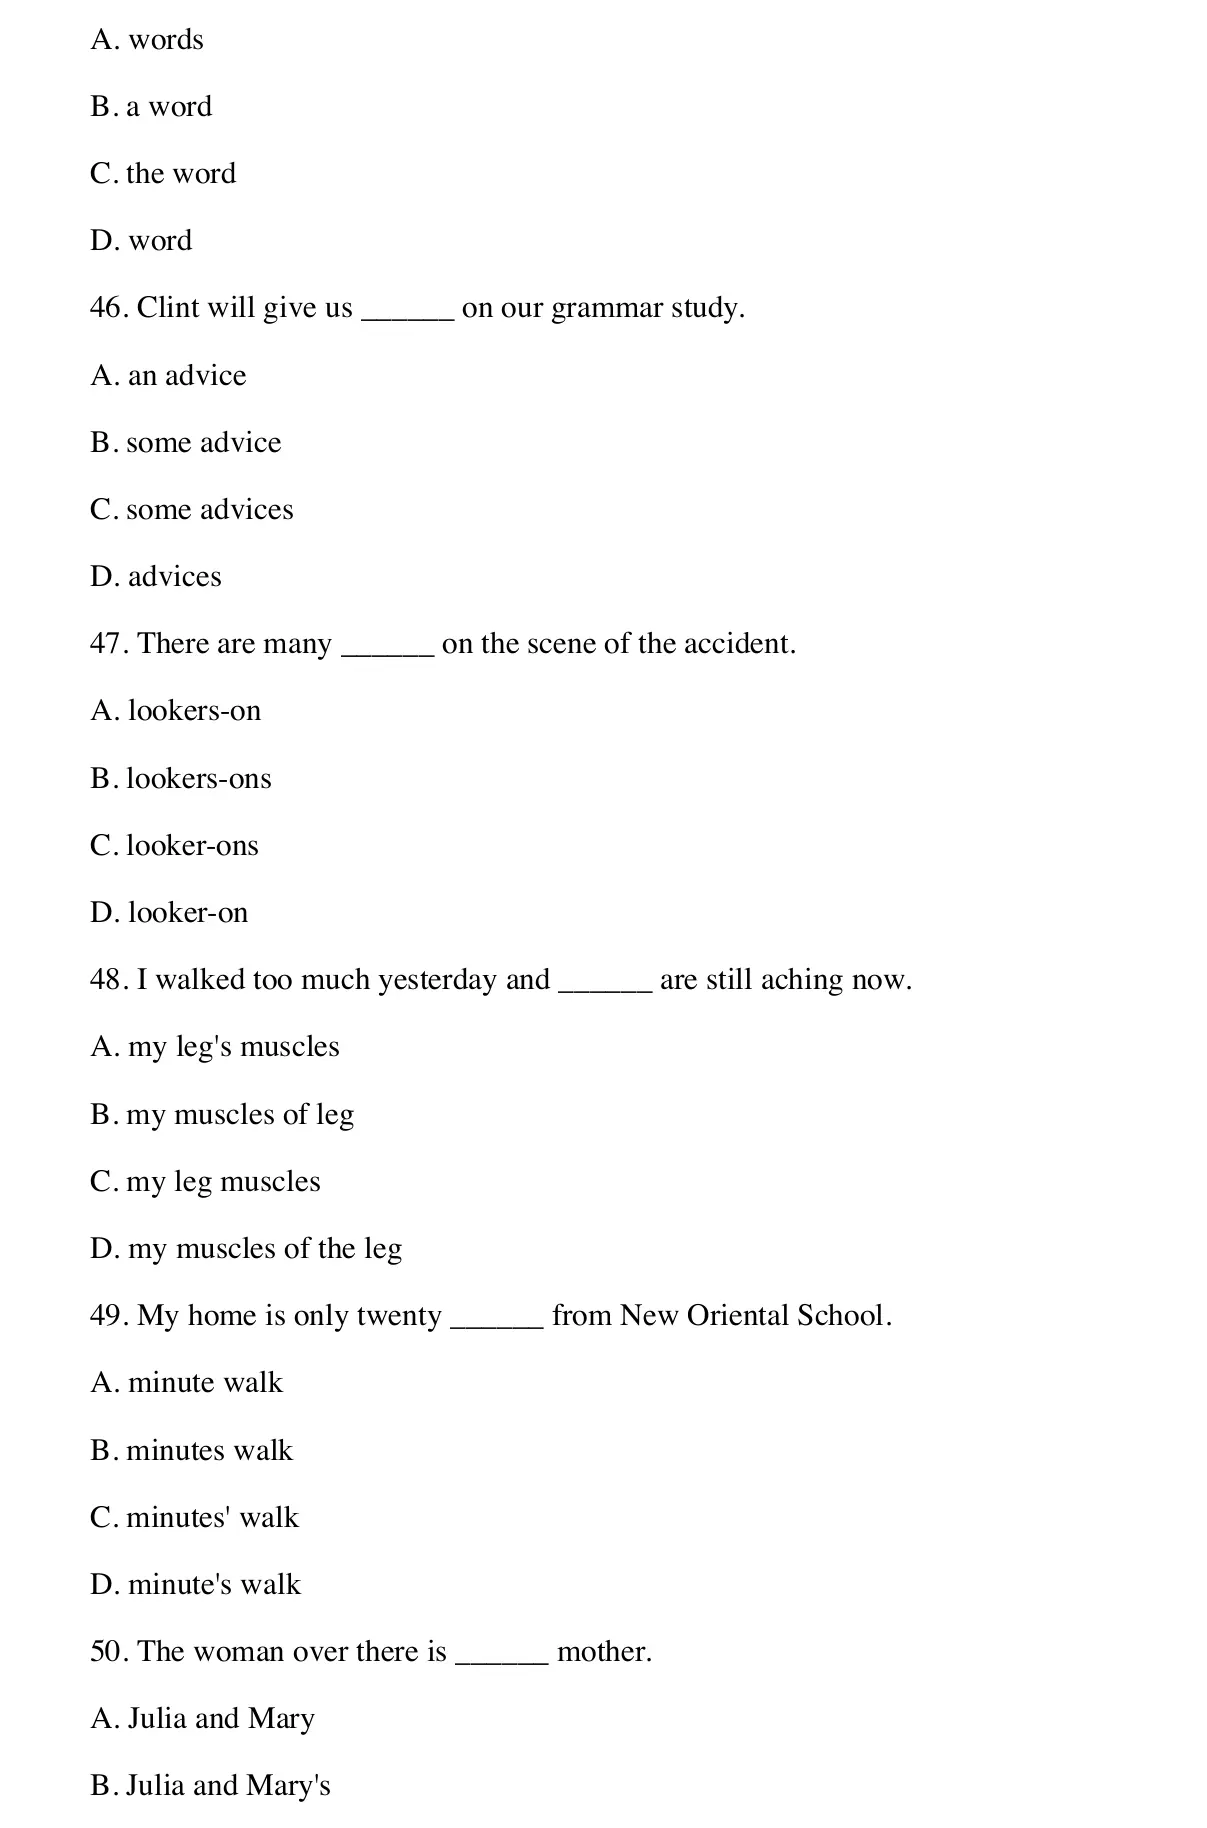 A. words
B. a word
C. the word
D. word
46. Clint will give us ______ on our grammar study.
A. an advice
B. some advice
C. some advices
D. advices
47. There are many ______ on the scene of the accident.
A. lookers-on
B. lookers-ons
C. looker-ons
D. looker-on
48. I walked too much yesterday and ______ are still aching now.
A. my leg's muscles
B. my muscles of leg
C. my leg muscles
D. my muscles of the leg
49. My home is only twenty ______ from New Oriental School.
A. minute walk
B. minutes walk
C. minutes' walk
D. minute's walk
50. The woman over there is ______ mother.
A. Julia and Mary
B. Julia and Mary's